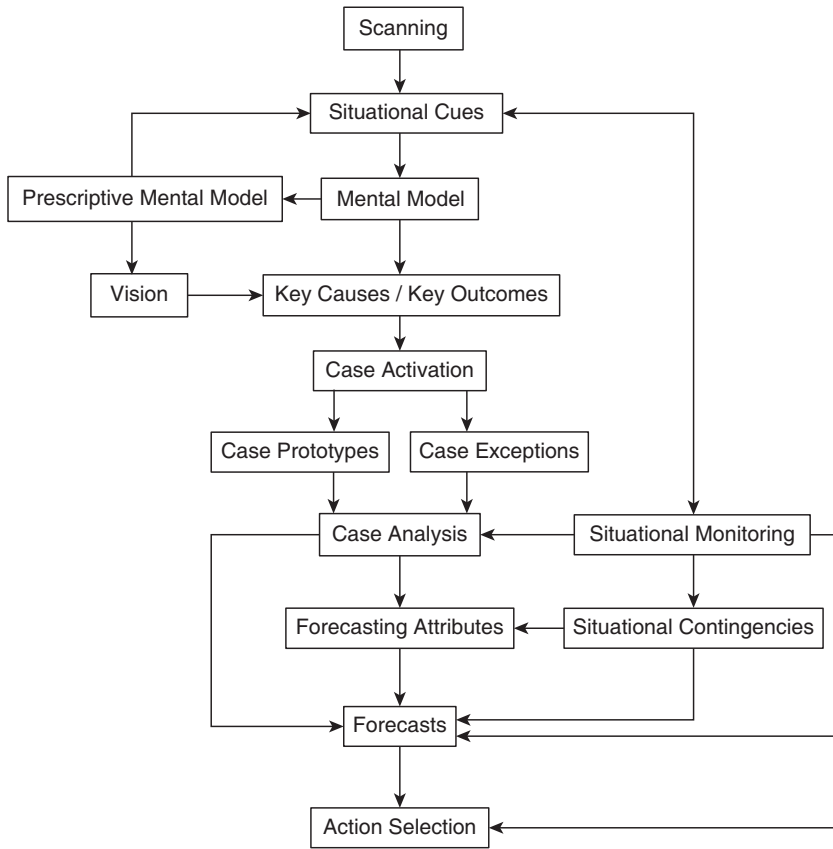 Scanning
Situational Cues
Prescriptive Mental Model
Mental Model
Vision
Key Causes / Key Outcomes
Case Activation
Case Prototypes
Case Exceptions
Case Analysis
Situational Monitoring
Forecasting Attributes
Situational Contingencies
Forecasts
Action Selection